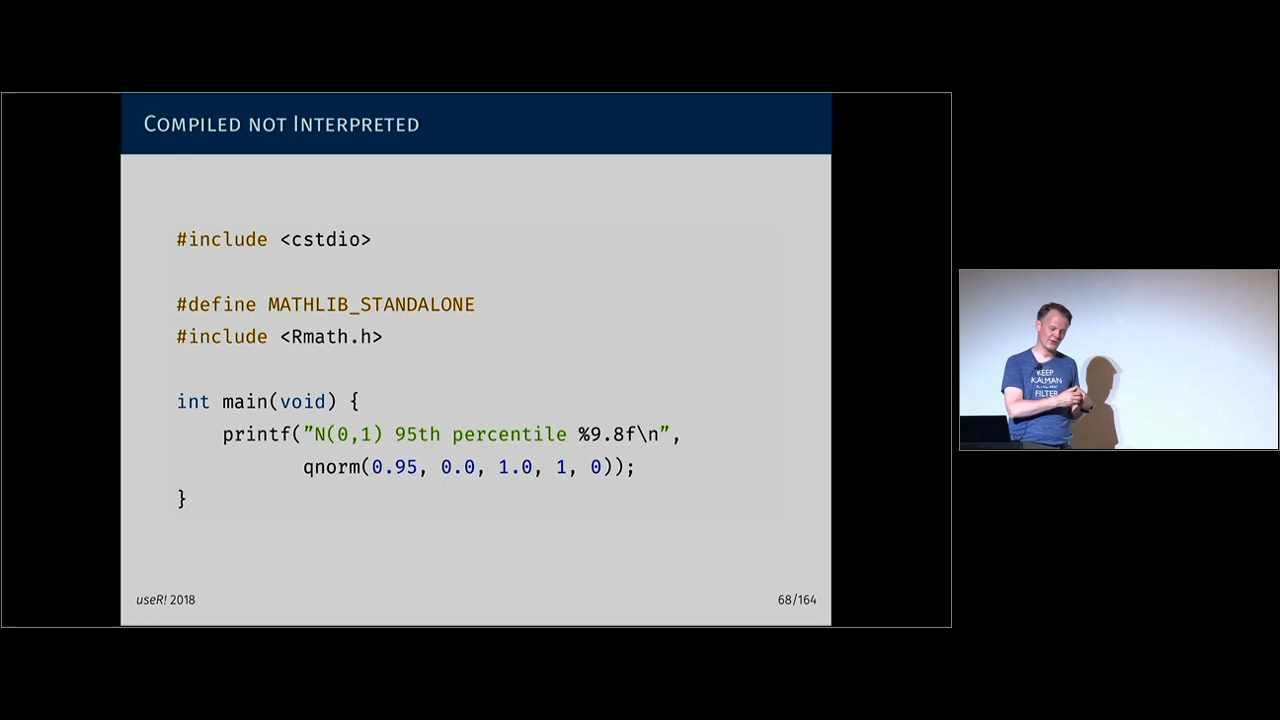 COMPILED NOT INTERPRETED
#include <cstdio>
#define MATHLIB_STANDALONE
#include <Rmath.h>
int main(void) {
    printf("N(0,1) 95th percentile %9.8f\n",
           qnorm(0.95, 0.0, 1.0, 1, 0));
}
useR! 2018
68/164
KEEP
KALMAN
FILTER